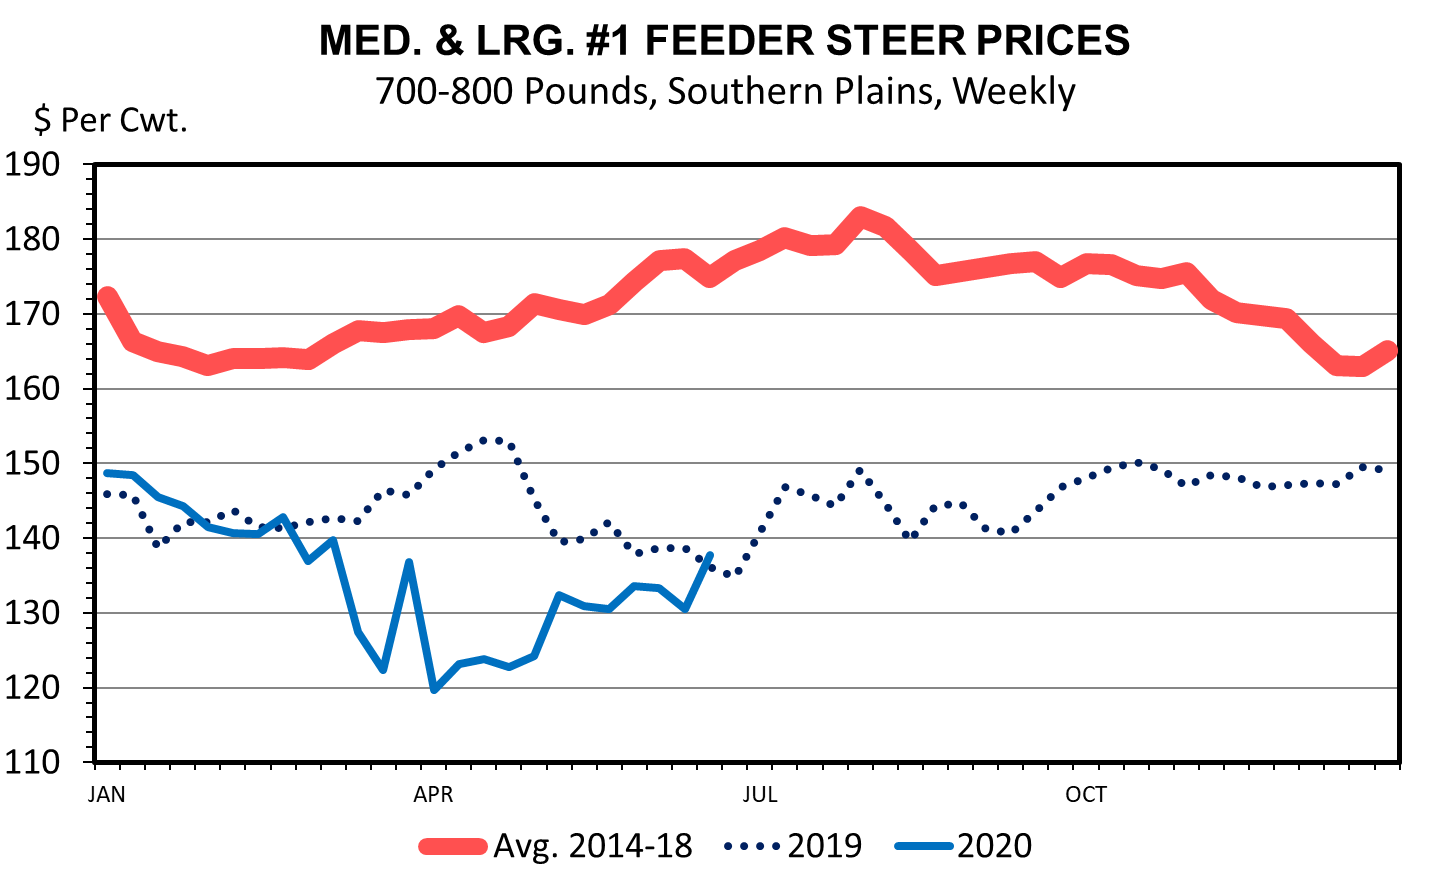 MED. & LRG. #1 FEEDER STEER PRICES
700-800 Pounds, Southern Plains, Weekly
$ Per Cwt.
190
180
170
160
150
140
130
120
110
JAN APR JUL OCT
Avg. 2014-18 2019 2020